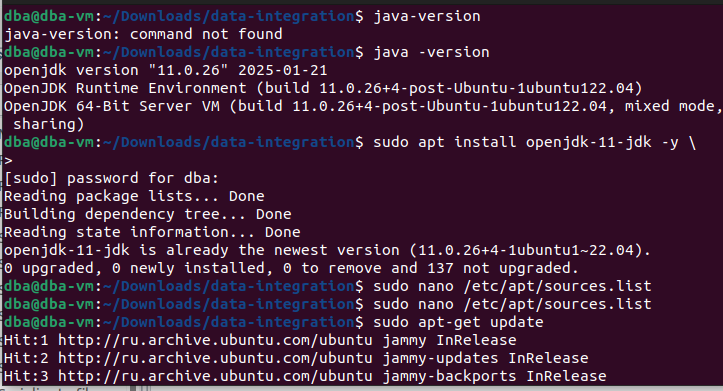 dba@dba-vm:~/Downloads/data-integration$ java-version
java-version: command not found
dba@dba-vm:~/Downloads/data-integration$ java -version
openjdk version "11.0.26" 2025-01-21
OpenJDK Runtime Environment (build 11.0.26+4-post-Ubuntu-1ubuntu122.04)
OpenJDK 64-Bit Server VM (build 11.0.26+4-post-Ubuntu-1ubuntu122.04, mixed mode,
 sharing)
dba@dba-vm:~/Downloads/data-integration$ sudo apt install openjdk-11-jdk -y \
>
[sudo] password for dba:
Reading package lists... Done
Building dependency tree... Done
Reading state information... Done
openjdk-11-jdk is already the newest version (11.0.26+4-1ubuntu1~22.04).
0 upgraded, 0 newly installed, 0 to remove and 137 not upgraded.
dba@dba-vm:~/Downloads/data-integration$ sudo nano /etc/apt/sources.list
dba@dba-vm:~/Downloads/data-integration$ sudo nano /etc/apt/sources.list
dba@dba-vm:~/Downloads/data-integration$ sudo apt-get update
Hit:1 http://ru.archive.ubuntu.com/ubuntu jammy InRelease
Hit:2 http://ru.archive.ubuntu.com/ubuntu jammy-updates InRelease
Hit:3 http://ru.archive.ubuntu.com/ubuntu jammy-backports InRelease